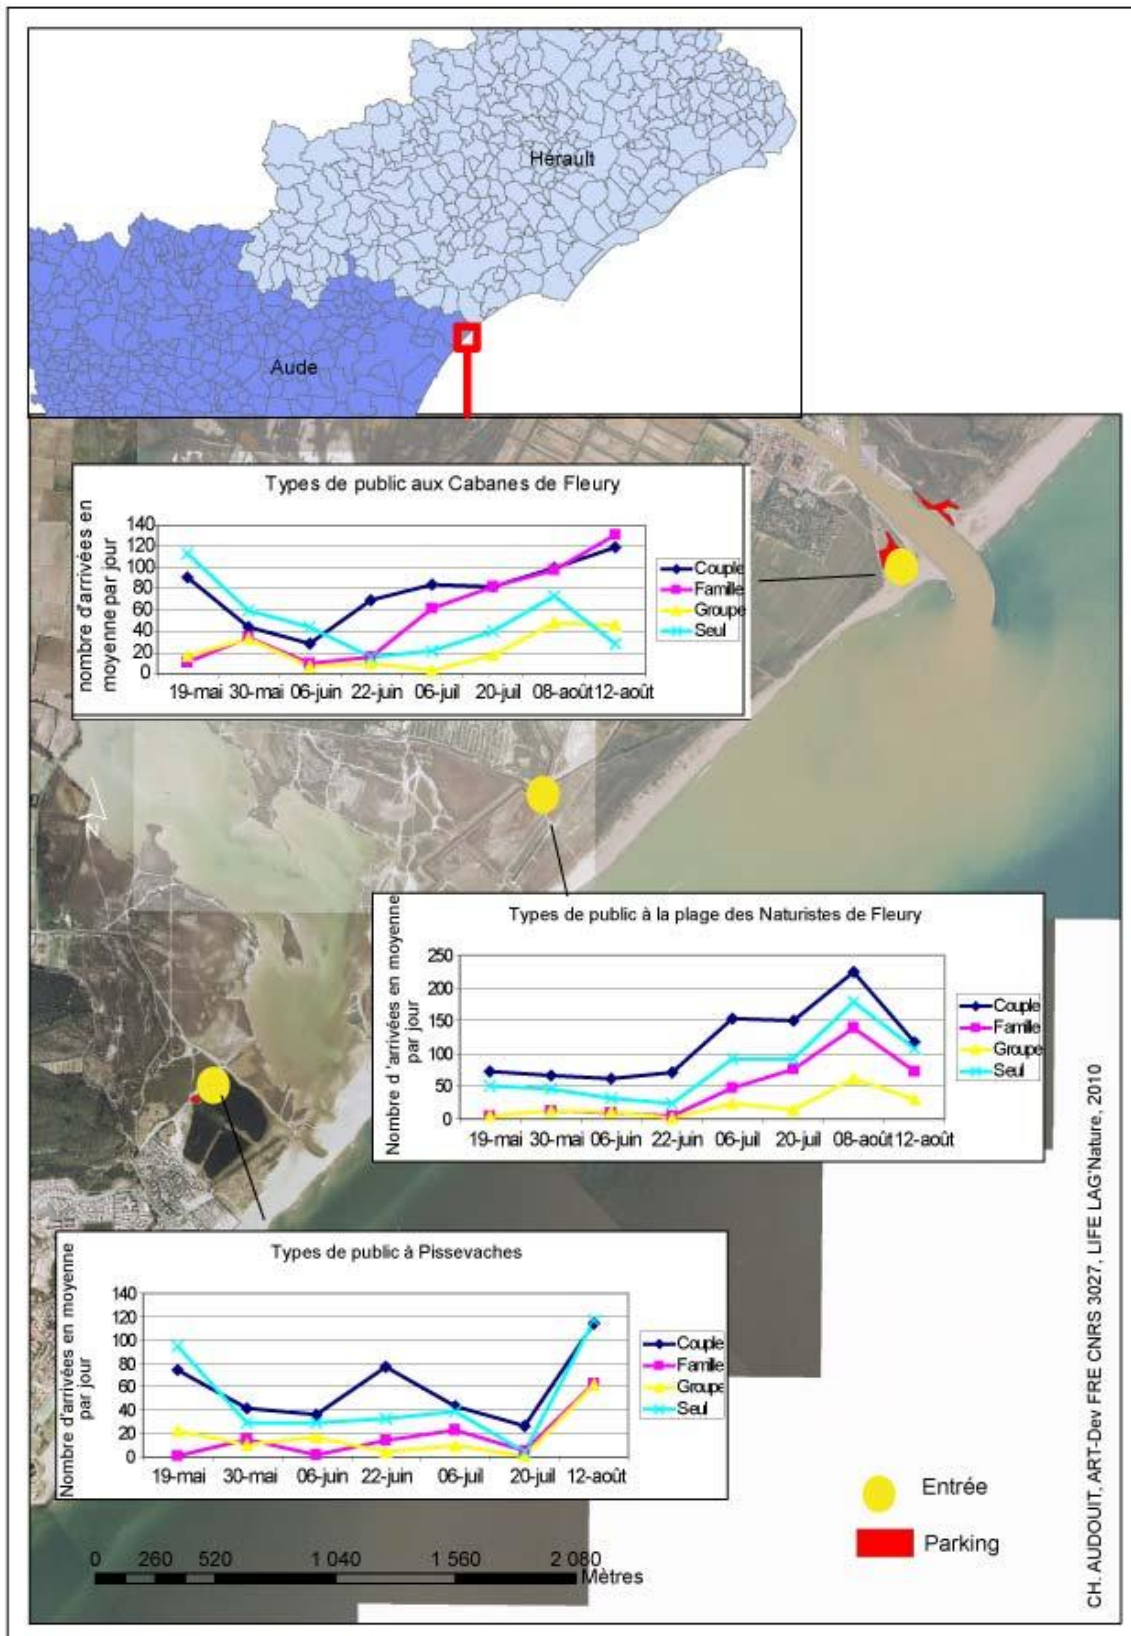 Hérault
Aude
Types de public aux Cabanes de Fleury
nombre d'arrivées en
moyenne par jour
140
120
100
80
60
40
20
0
19-mai 30-mai 06-juin 22-juin 06-juil 20-juil 08-août 12-août
Couple
Famille
Groupe
Seul
N
Types de public à la plage des Naturistes de Fleury
Nombre d'arrivées en moyenne
par jour
250
200
150
100
50
0
19-mai 30-mai 06-juin 22-juin 06-juil 20-juil 08-août 12-août
Couple
Famille
Groupe
Seul
Types de public à Pissevaches
Nombre d'arrivées en moyenne
par jour
140
120
100
80
60
40
20
0
19-mai 30-mai 06-juin 22-juin 06-juil 20-juil 12-août
Couple
Famille
Groupe
Seul
Entrée
Parking
0 260 520 1 040 1 560 2 080
Mètres
CH. AUDOUIT, ART-Dev FRE CNRS 3027, LIFE LAG'Nature, 2010